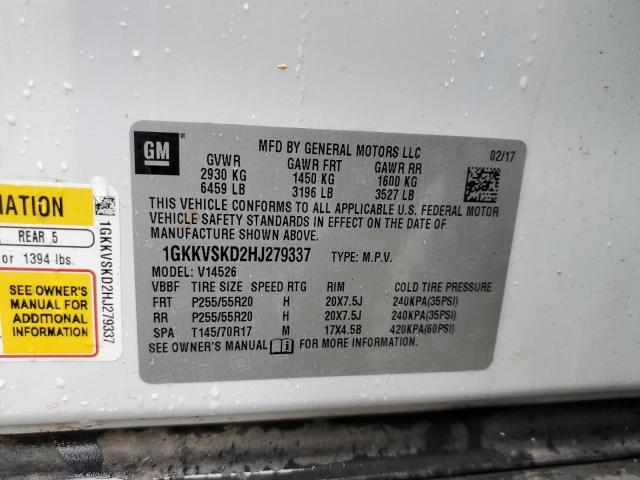 GM
MFD BY GENERAL MOTORS LLC
02/17
GVWR GAWR FRT GAWR RR
2930 KG 1450 KG 1600 KG
6459 LB 3196 LB 3527 LB
THIS VEHICLE CONFORMS TO ALL APPLICABLE U.S. FEDERAL MOTOR
VEHICLE SAFETY STANDARDS IN EFFECT ON THE DATE OF
MANUFACTURE SHOWN ABOVE.
1GKKVSKD2HJ279337 TYPE: M.P.V.
MODEL: V14526
VBBF TIRE SIZE SPEED RTG RIM COLD TIRE PRESSURE
FRT P255/55R20 H 20X7.5J 240KPA(35PSI)
RR P255/55R20 H 20X7.5J 240KPA(35PSI)
SPA T145/70R17 M 17X4.5B 420KPA(60PSI)
SEE OWNER'S MANUAL FOR MORE INFORMATION.
MATION
REAR 5
or 1394 lbs.
SEE OWNER'S
MANUAL FOR
ADDITIONAL
INFORMATION
1GKKVSKD2HJ279337